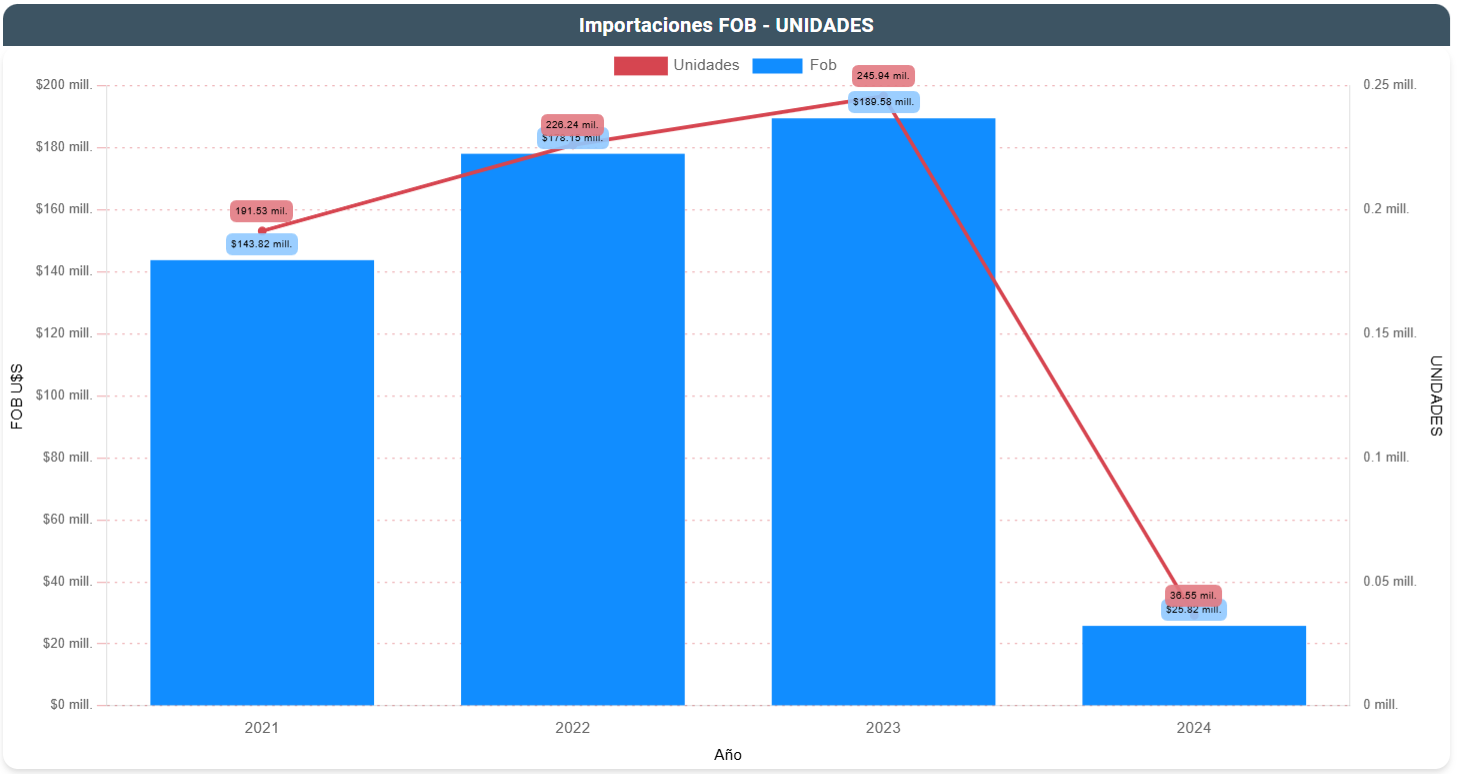 Importaciones FOB - UNIDADES
Unidades Fob
$200 mill.
$180 mill.
$160 mill.
$140 mill.
$120 mill.
$100 mill.
$80 mill.
$60 mill.
$40 mill.
$20 mill.
$0 mill.
FOB U$S
191.53 mil.
$143.82 mill.
226.24 mil.
$178.15 mill.
245.94 mil.
$189.58 mill.
36.55 mil.
$25.82 mill.
0.25 mill.
0.2 mill.
0.15 mill.
0.1 mill.
0.05 mill.
0 mill.
UNIDADES
2021 2022 2023 2024
Año